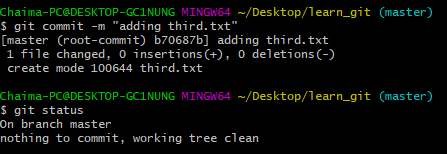 Chaima-PC@DESKTOP-GC1NUNG MINGW64 ~/Desktop/learn_git (master)
$ git commit -m "adding third.txt"
[master (root-commit) b70687b] adding third.txt
 1 file changed, 0 insertions(+), 0 deletions(-)
 create mode 100644 third.txt

Chaima-PC@DESKTOP-GC1NUNG MINGW64 ~/Desktop/learn_git (master)
$ git status
On branch master
nothing to commit, working tree clean